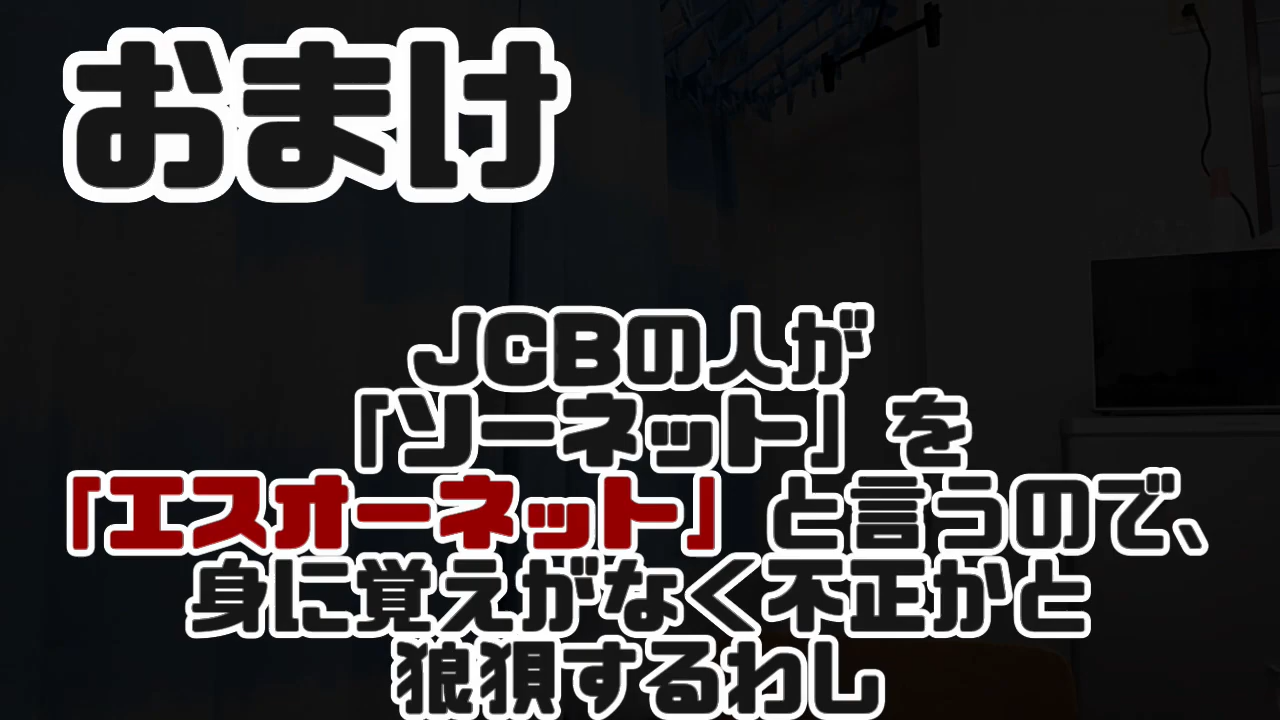 おまけ
JCBの人が
「ソーネット」を
「エスオーネット」と言うので、
身に覚えがなく不正かと
狼狽するわし